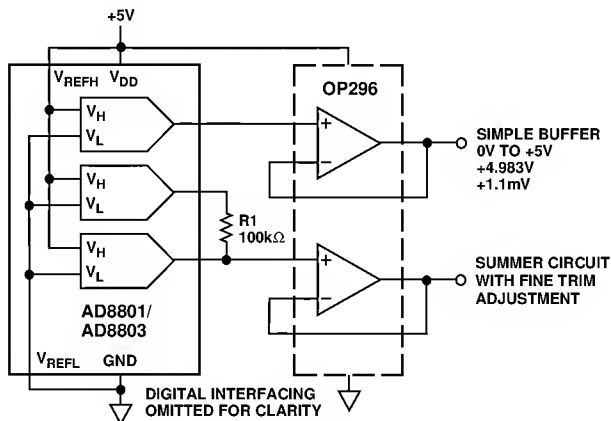 +5V
VREFH VDD
OP296
VH
VL
+
−
SIMPLE BUFFER
0V TO +5V
+4.983V
+1.1mV
VH
VL
R1
100kΩ
VH
VL
+
−
SUMMER CIRCUIT
WITH FINE TRIM
ADJUSTMENT
AD8801/
AD8803
VREFL GND
DIGITAL INTERFACING
OMITTED FOR CLARITY